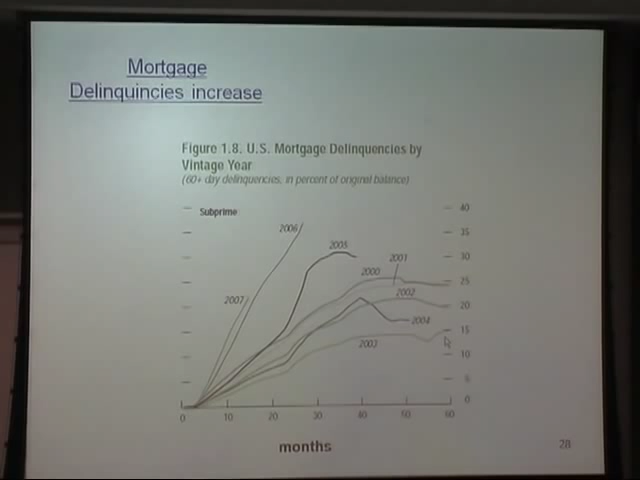 Mortgage
Delinquincies increase
Figure 1.8. U.S. Mortgage Delinquencies by
Vintage Year
(60+ day delinquencies, in percent of original balance)
Subprime
40
35
30
25
20
15
10
5
0
2006
2005
2001
2000
2007
2002
2004
2003
0 10 20 30 40 50 60
months
28